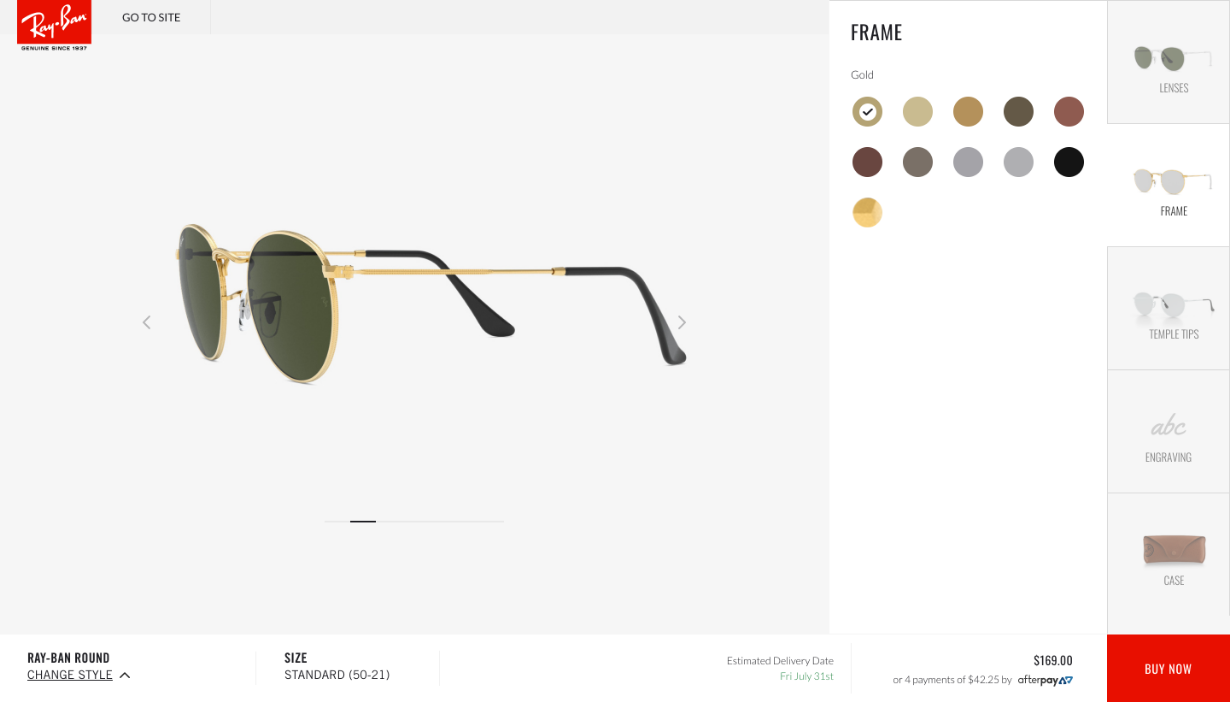 Ray-Ban
GENUINE SINCE 1937
GO TO SITE
FRAME
Gold
LENSES
FRAME
TEMPLE TIPS
abc
ENGRAVING
CASE
RAY-BAN ROUND
CHANGE STYLE
SIZE
STANDARD (50-21)
Estimated Delivery Date
Fri July 31st
$169.00
or 4 payments of $42.25 by afterpay
BUY NOW